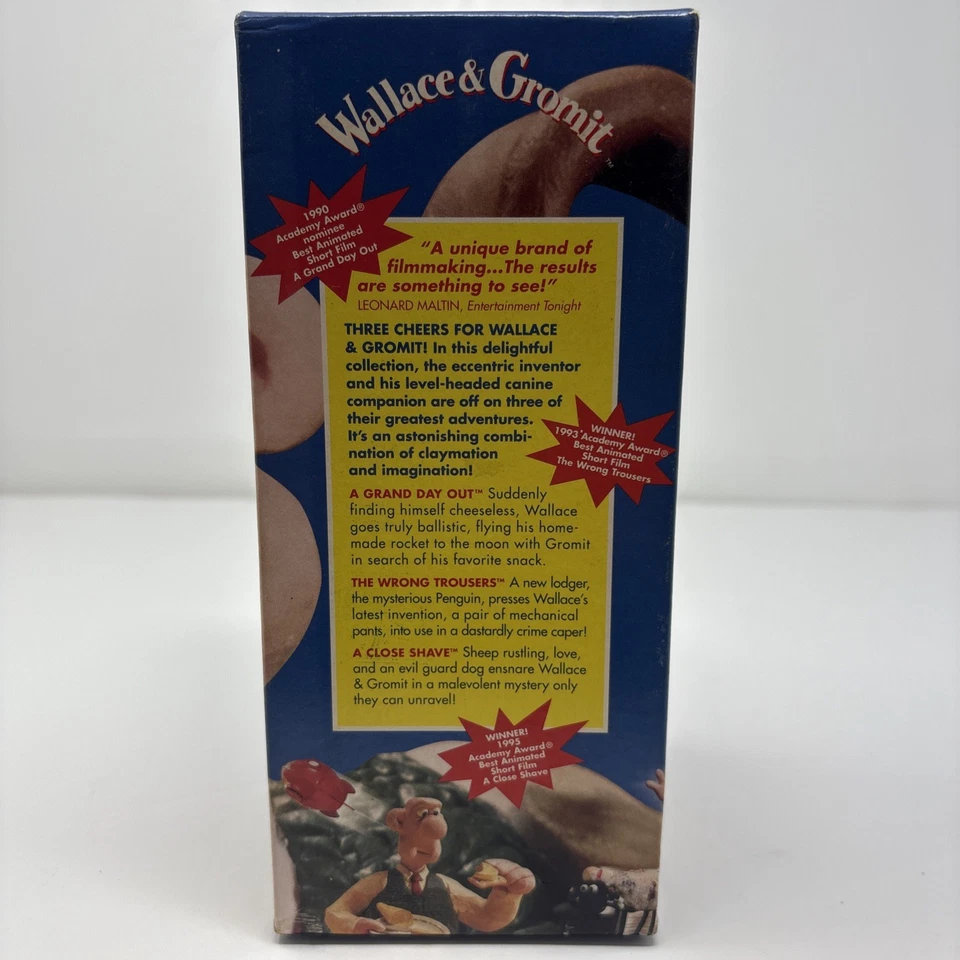 Wallace & Gromit™
1990
Academy Award®
nominee
Best Animated
Short Film
A Grand Day Out
"A unique brand of
filmmaking...The results
are something to see!"
LEONARD MALTIN, Entertainment Tonight
THREE CHEERS FOR WALLACE
& GROMIT! In this delightful
collection, the eccentric inventor
and his level-headed canine
companion are off on three of
their greatest adventures.
It's an astonishing combi-
nation of claymation
and imagination!
WINNER!
1993 Academy Award®
Best Animated
Short Film
The Wrong Trousers
A GRAND DAY OUT™ Suddenly
finding himself cheeseless, Wallace
goes truly ballistic, flying his home-
made rocket to the moon with Gromit
in search of his favorite snack.
THE WRONG TROUSERS™ A new lodger,
the mysterious Penguin, presses Wallace's
latest invention, a pair of mechanical
pants, into use in a dastardly crime caper!
A CLOSE SHAVE™ Sheep rustling, love,
and an evil guard dog ensnare Wallace
& Gromit in a malevolent mystery only
they can unravel!
WINNER!
1995
Academy Award®
Best Animated
Short Film
A Close Shave